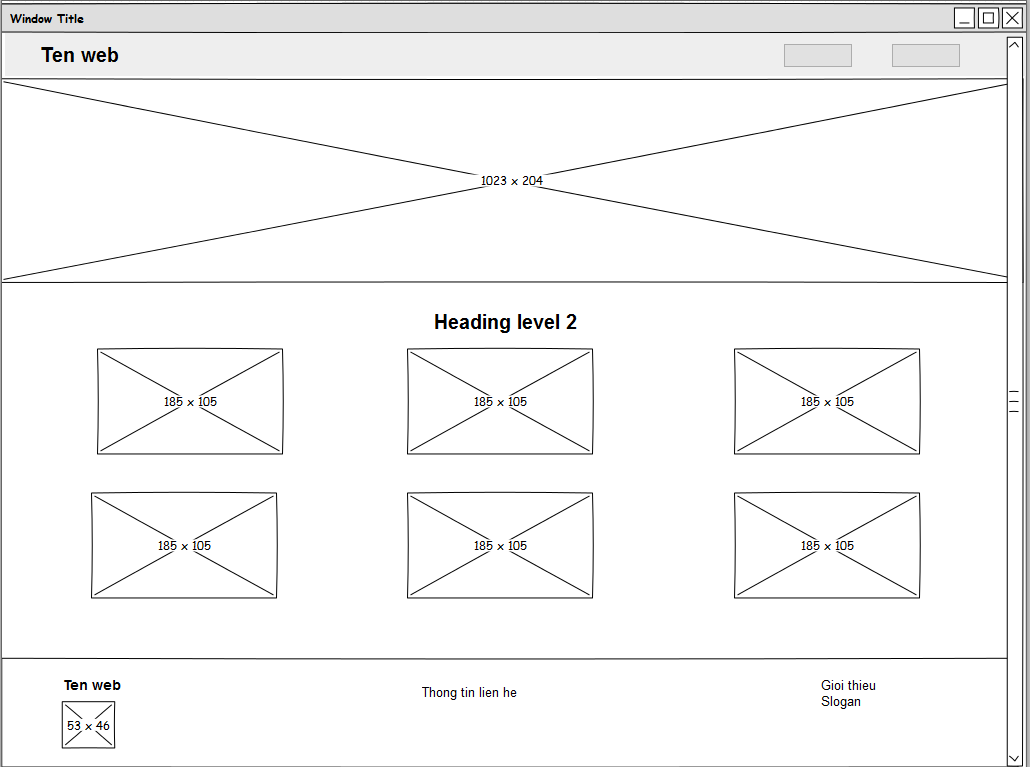 Window Title
Ten web
1023 x 204
Heading level 2
185 x 105
185 x 105
185 x 105
185 x 105
185 x 105
185 x 105
Ten web
53 x 46
Thong tin lien he
Gioi thieu
Slogan